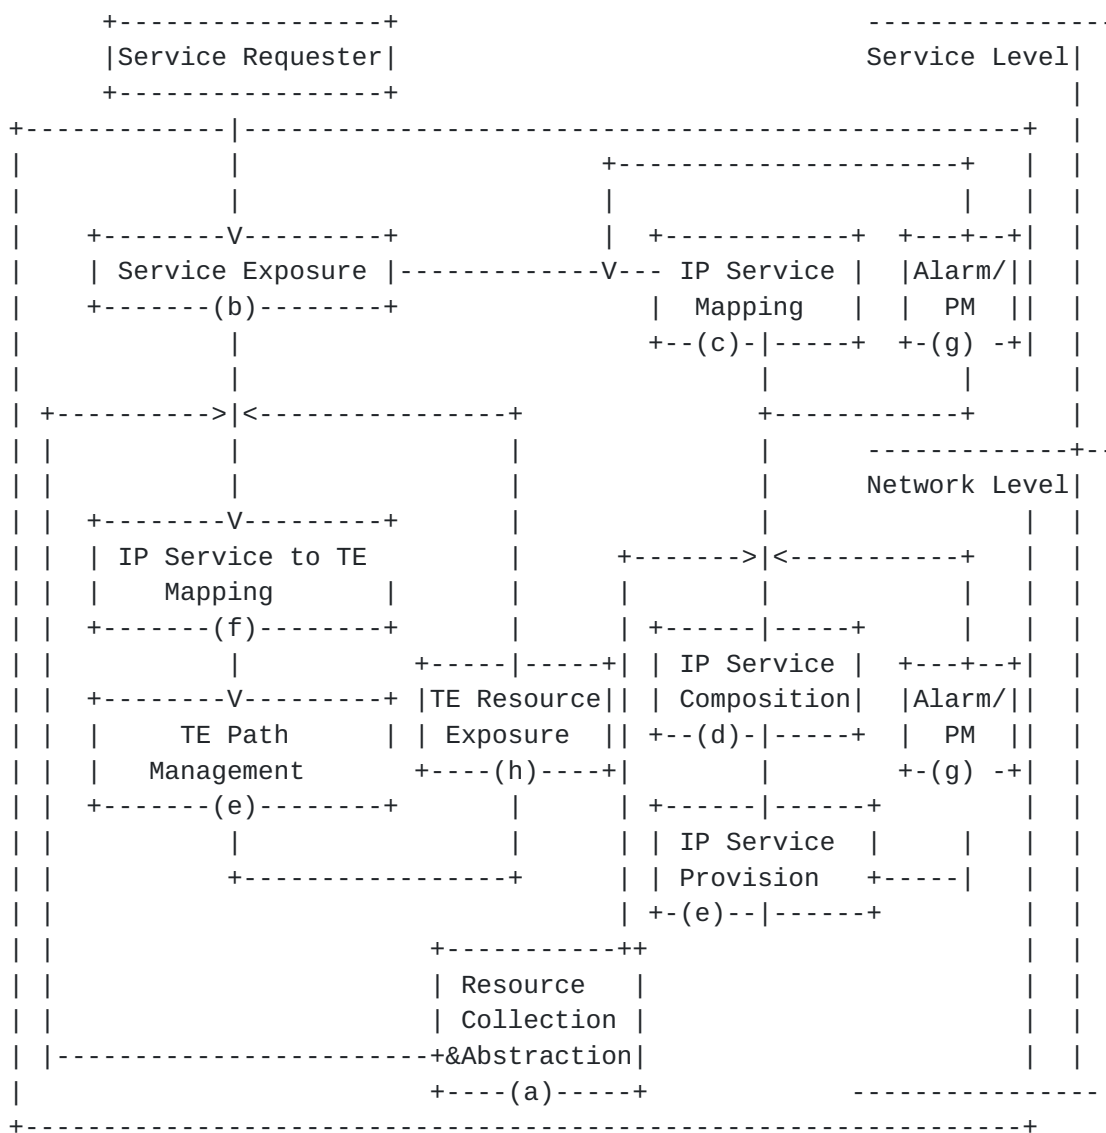 Service Requester
Service Level
Service Exposure
(b)
IP Service
Mapping
(c)
Alarm/
PM
(g)
Network Level
IP Service to TE
Mapping
(f)
TE Path
Management
(e)
TE Resource
Exposure
(h)
IP Service
Composition
(d)
Alarm/
PM
(g)
IP Service
Provision
(e)
Resource
Collection
&Abstraction
(a)